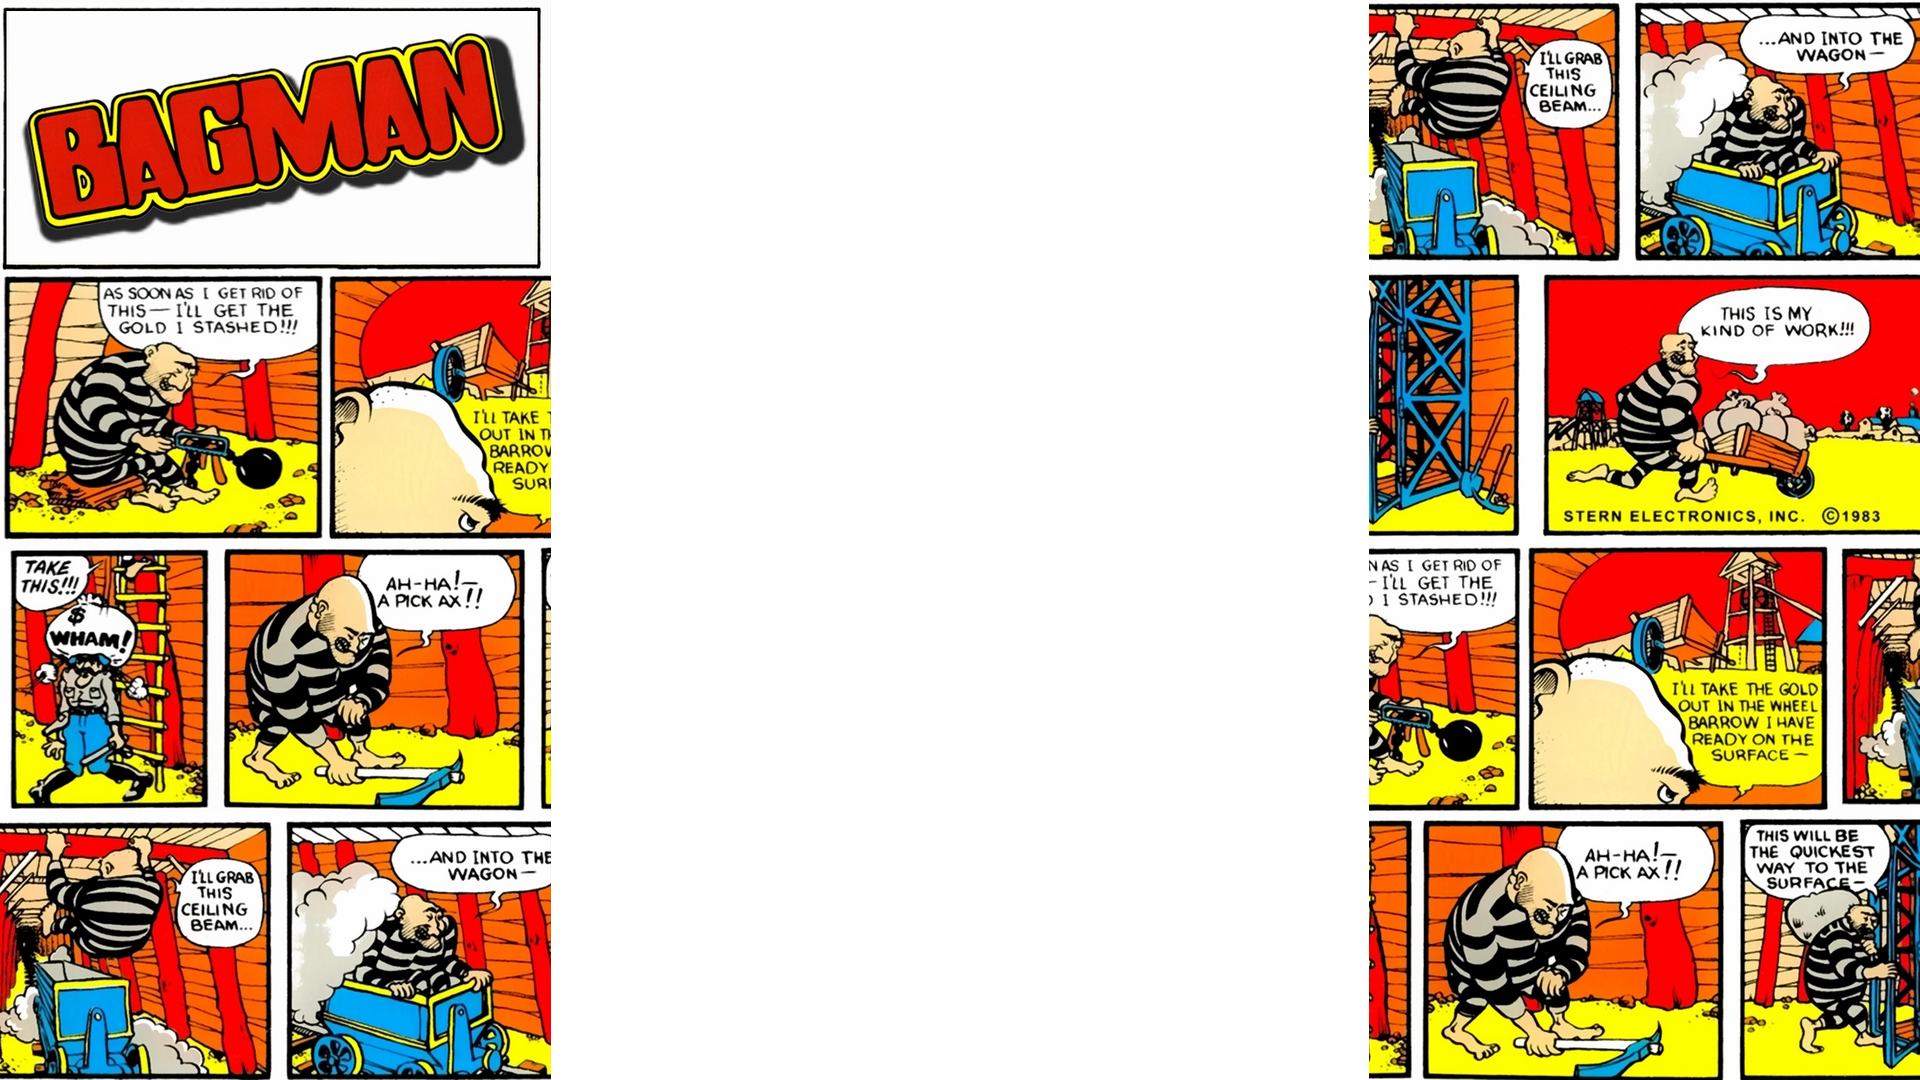 BAGMAN
AS SOON AS I GET RID OF
THIS— I'LL GET THE
GOLD I STASHED!!!
I'LL TAKE
OUT IN
READY
TAKE
THIS!!!
$
WHAM!
AH-HA!—
A PICK AX!!
I'LL GRAB
THIS
CEILING
BEAM...
...AND INTO THE
WAGON—
I'LL GRAB
THIS
CEILING
BEAM...
...AND INTO THE
WAGON—
THIS IS MY
KIND OF WORK!!!
STERN ELECTRONICS, INC. ©1983
AS I GET RID OF
— I'LL GET THE
I STASHED!!!
I'LL TAKE THE GOLD
OUT IN THE WHEEL
BARROW I HAVE
READY ON THE
SURFACE—
AH-HA!—
A PICK AX!!
THIS WILL BE
THE QUICKEST
WAY TO THE
SURFACE—